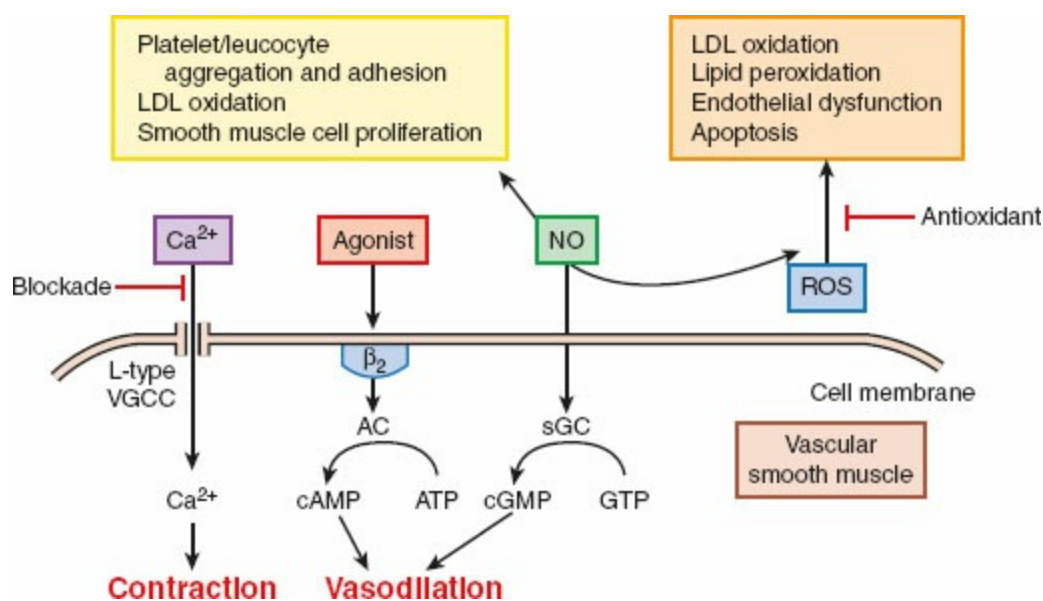 Platelet/leucocyte
aggregation and adhesion
LDL oxidation
Smooth muscle cell proliferation
LDL oxidation
Lipid peroxidation
Endothelial dysfunction
Apoptosis
Ca²⁺
Agonist
NO
Antioxidant
Blockade
ROS
β₂
L-type
VGCC
Cell membrane
AC
sGC
Vascular
smooth muscle
Ca²⁺
cAMP
ATP
cGMP
GTP
Contraction
Vasodilation